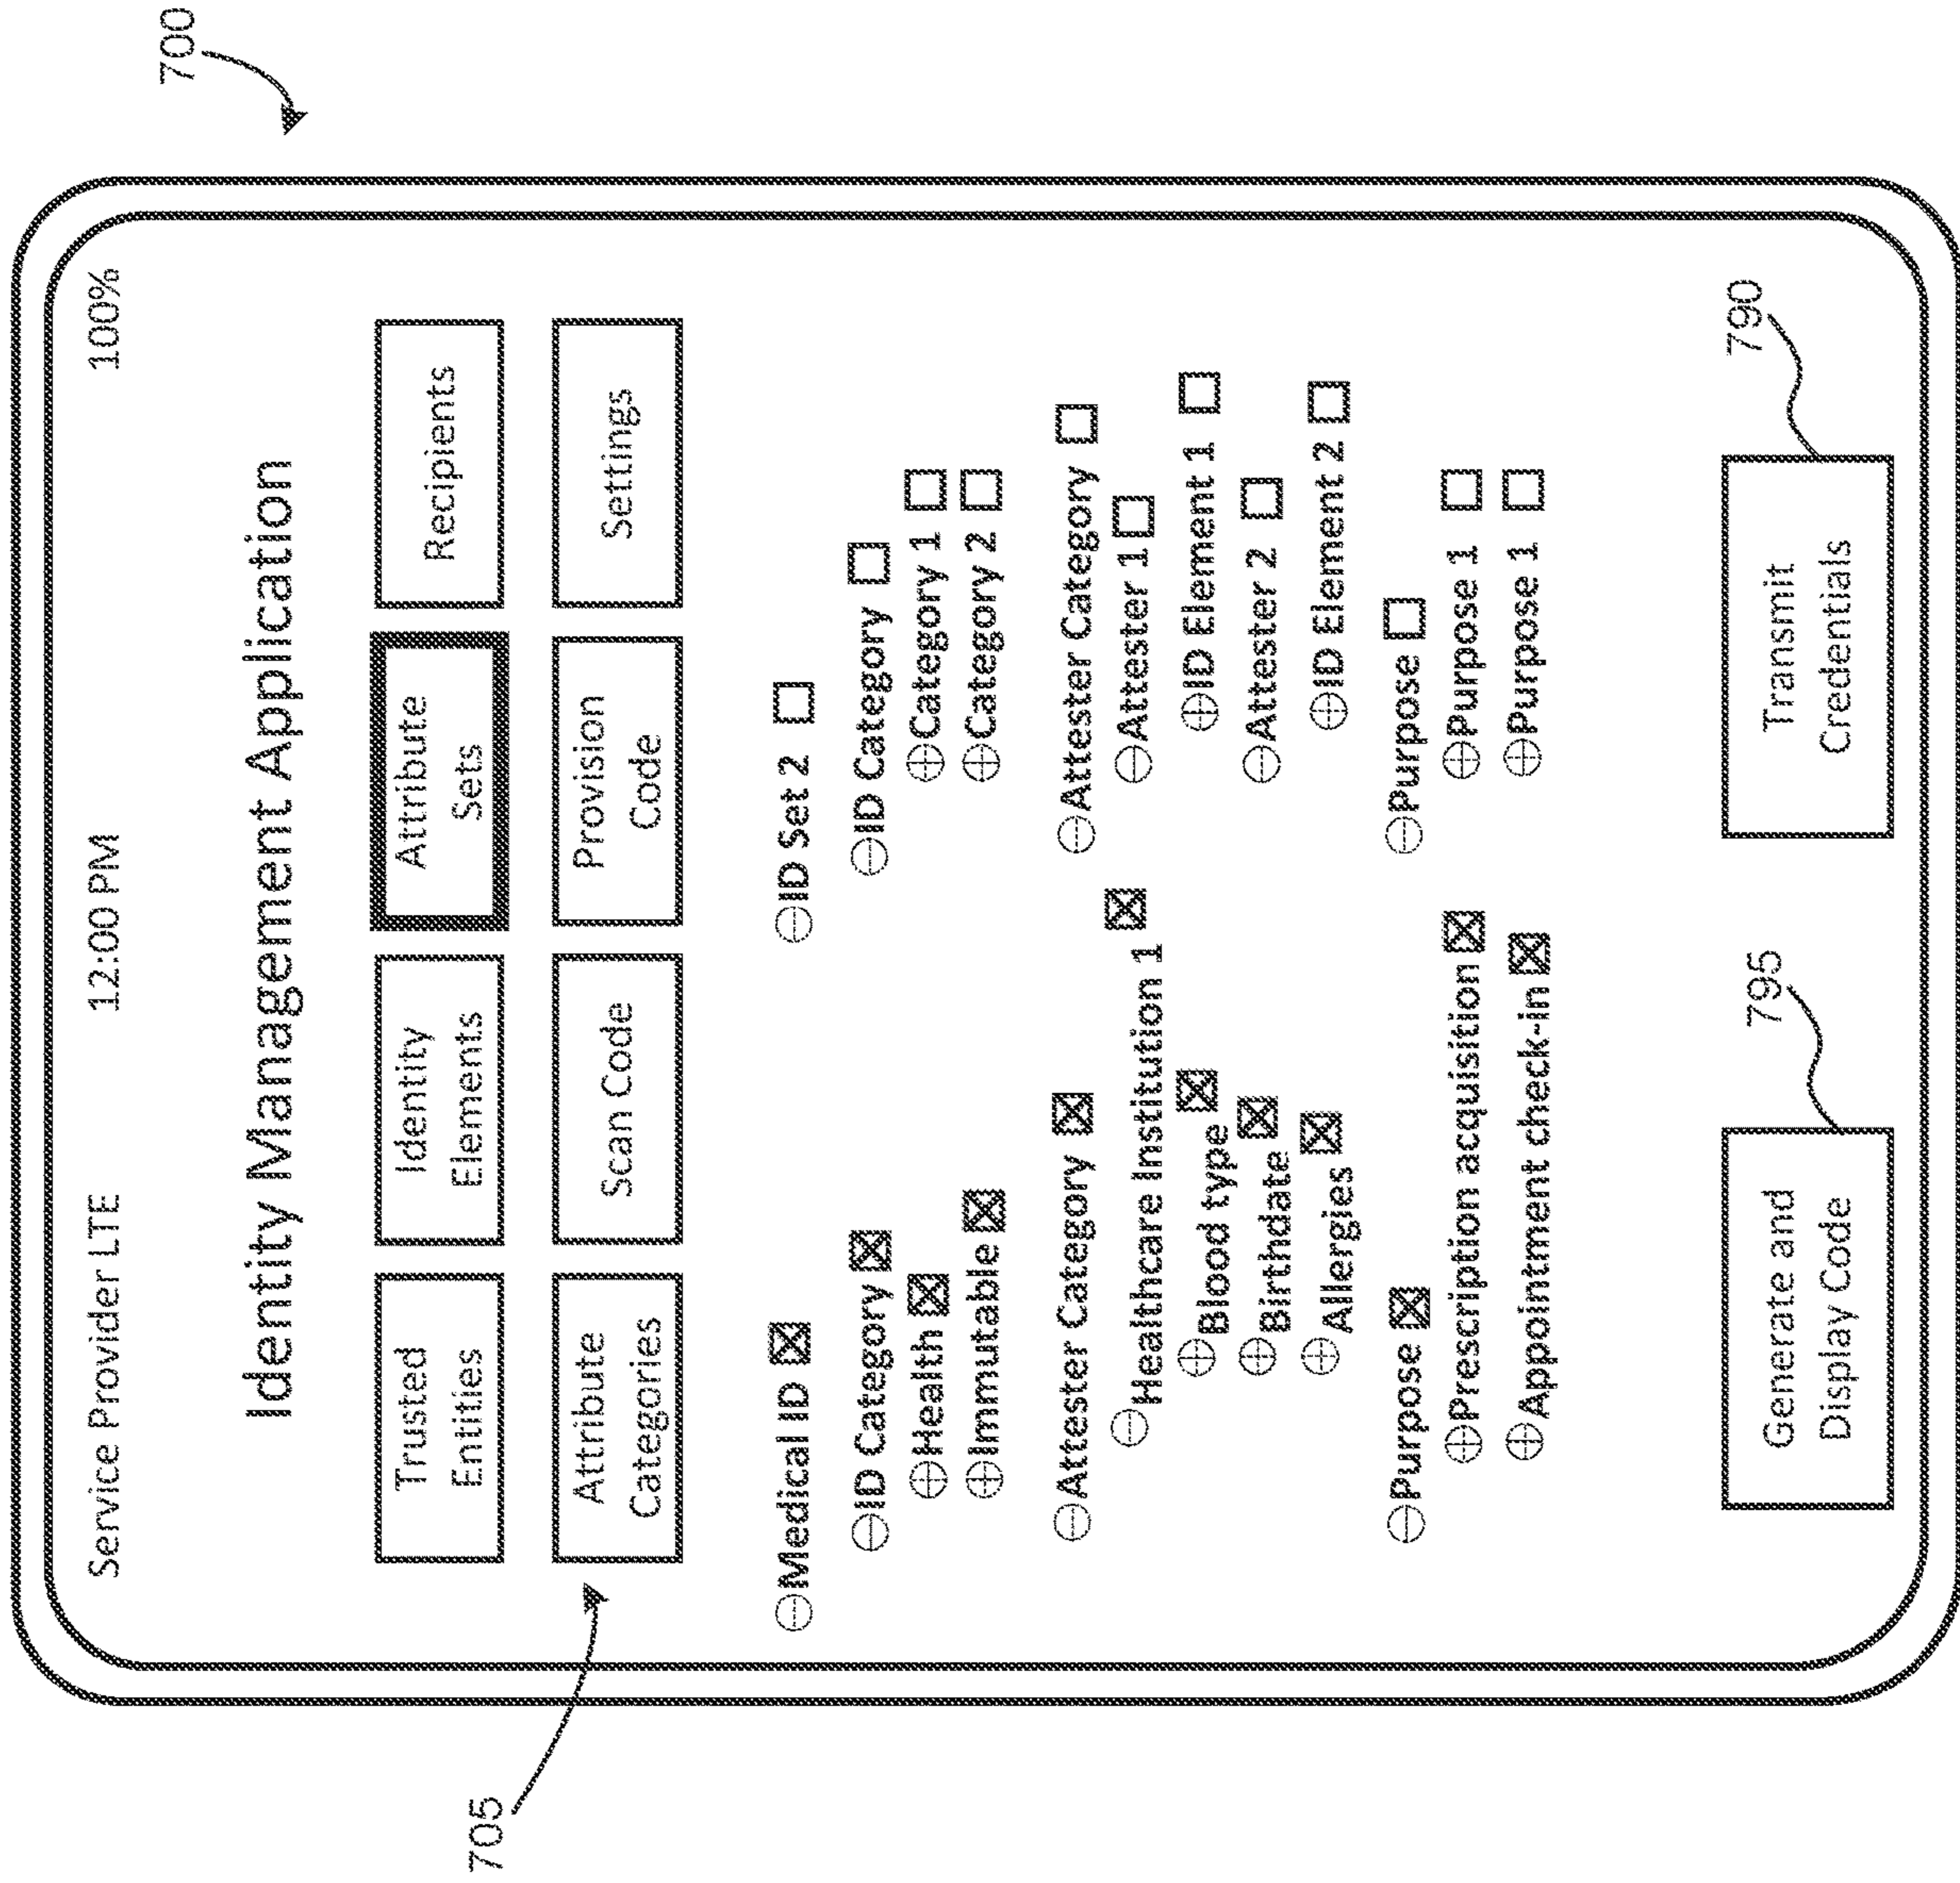 700
Service Provider LTE 12:00 PM 100%
Identity Management Application
Trusted
Entities
Identity
Elements
Attribute
Sets
Recipients
705
Attribute
Categories
Scan Code
Provision
Code
Settings
Medical ID
ID Category
Health
Immutable
Attester Category
Healthcare Institution 1
Blood type
Birthdate
Allergies
Purpose
Prescription acquisition
Appointment check-in
ID Set 2
ID Category
Category 1
Category 2
Attester Category
Attester 1
ID Element 1
Attester 2
ID Element 2
Purpose
Purpose 1
Purpose 1
795
Generate and
Display Code
790
Transmit
Credentials